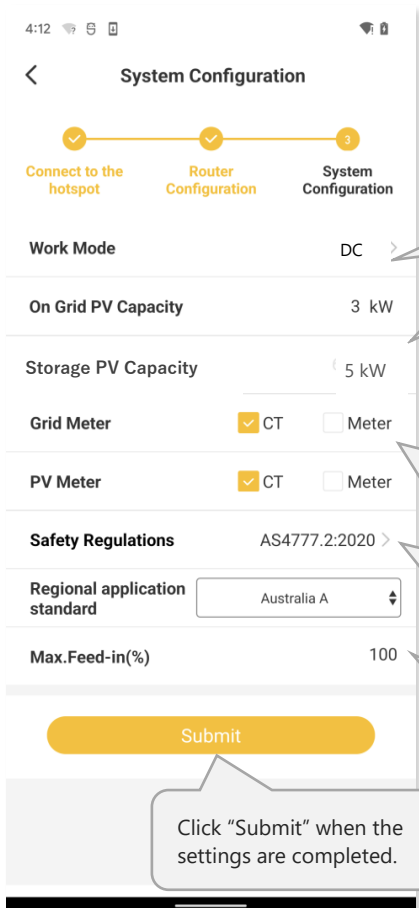 4:12
System Configuration
3
Connect to the
hotspot
Router
Configuration
System
Configuration
Work Mode DC
On Grid PV Capacity 3 kW
Storage PV Capacity 5 kW
Grid Meter CT Meter
PV Meter CT Meter
Safety Regulations AS4777.2:2020
Regional application
standard
Australia A
Max.Feed-in(%) 100
Submit
Click “Submit” when the
settings are completed.